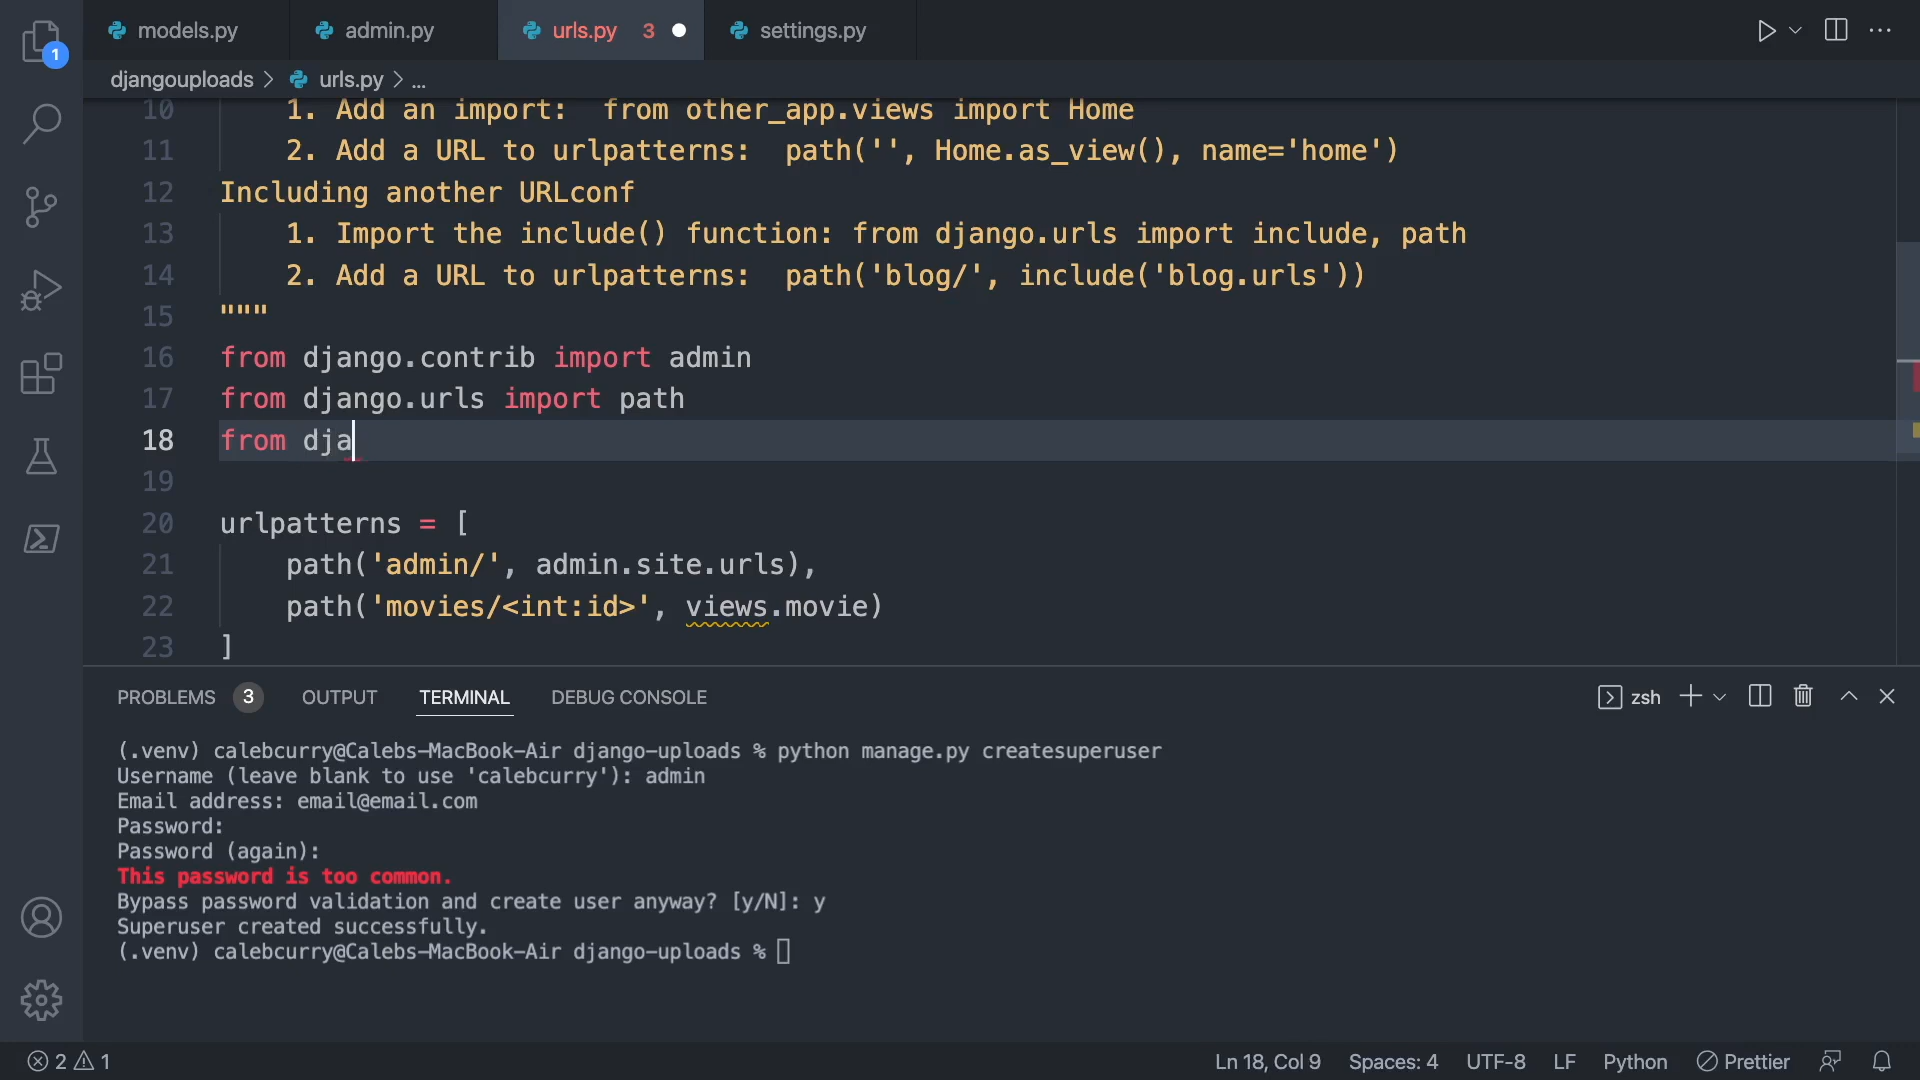 1
models.py admin.py urls.py 3 settings.py
djangouploads > urls.py > ...
10 1. Add an import:  from other_app.views import Home
11 2. Add a URL to urlpatterns:  path('', Home.as_view(), name='home')
12 Including another URLconf
13 1. Import the include() function: from django.urls import include, path
14 2. Add a URL to urlpatterns:  path('blog/', include('blog.urls'))
15 """
16 from django.contrib import admin
17 from django.urls import path
18 from dja
19
20 urlpatterns = [
21 path('admin/', admin.site.urls),
22 path('movies/<int:id>', views.movie)
23 ]
PROBLEMS 3 OUTPUT TERMINAL DEBUG CONSOLE zsh
(.venv) calebcurry@Calebs-MacBook-Air django-uploads % python manage.py createsuperuser
Username (leave blank to use 'calebcurry'): admin
Email address: email@email.com
Password:
Password (again):
This password is too common.
Bypass password validation and create user anyway? [y/N]: y
Superuser created successfully.
(.venv) calebcurry@Calebs-MacBook-Air django-uploads %
2 1 Ln 18, Col 9 Spaces: 4 UTF-8 LF Python Prettier